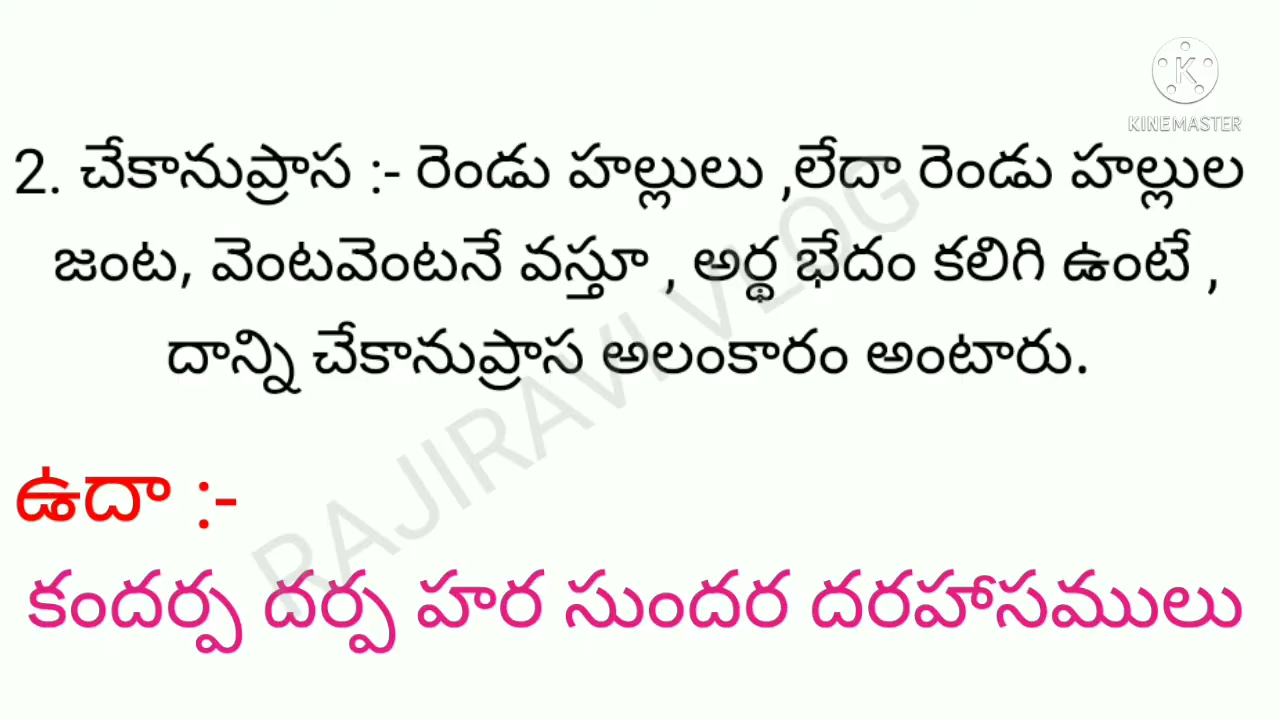 KINEMASTER
2. చేకానుప్రాస :- రెండు హల్లులు ,లేదా రెండు హల్లుల
జంట, వెంటవెంటనే వస్తూ , అర్థ భేదం కలిగి ఉంటే ,
దాన్ని చేకానుప్రాస అలంకారం అంటారు.
RAJIRAVI VLOG
ఉదా :-
కందర్ప దర్ప హర సుందర దరహాసములు